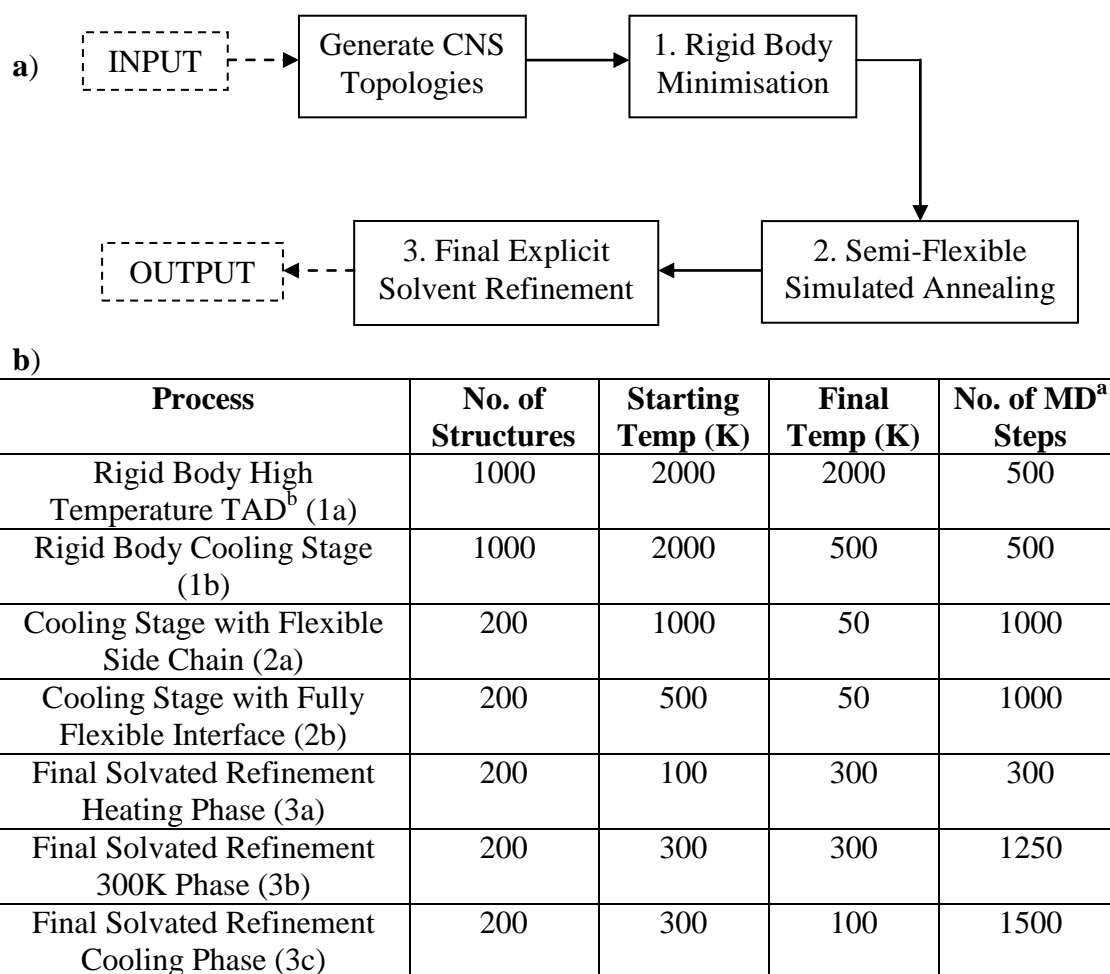 a)
INPUT
Generate CNS
Topologies
1. Rigid Body
Minimisation
OUTPUT
3. Final Explicit
Solvent Refinement
2. Semi-Flexible
Simulated Annealing
b)
Process
No. of
Structures
Starting
Temp (K)
Final
Temp (K)
No. of MDᵃ
Steps
Rigid Body High
Temperature TADᵇ (1a)
1000
2000
2000
500
Rigid Body Cooling Stage
(1b)
1000
2000
500
500
Cooling Stage with Flexible
Side Chain (2a)
200
1000
50
1000
Cooling Stage with Fully
Flexible Interface (2b)
200
500
50
1000
Final Solvated Refinement
Heating Phase (3a)
200
100
300
300
Final Solvated Refinement
300K Phase (3b)
200
300
300
1250
Final Solvated Refinement
Cooling Phase (3c)
200
300
100
1500